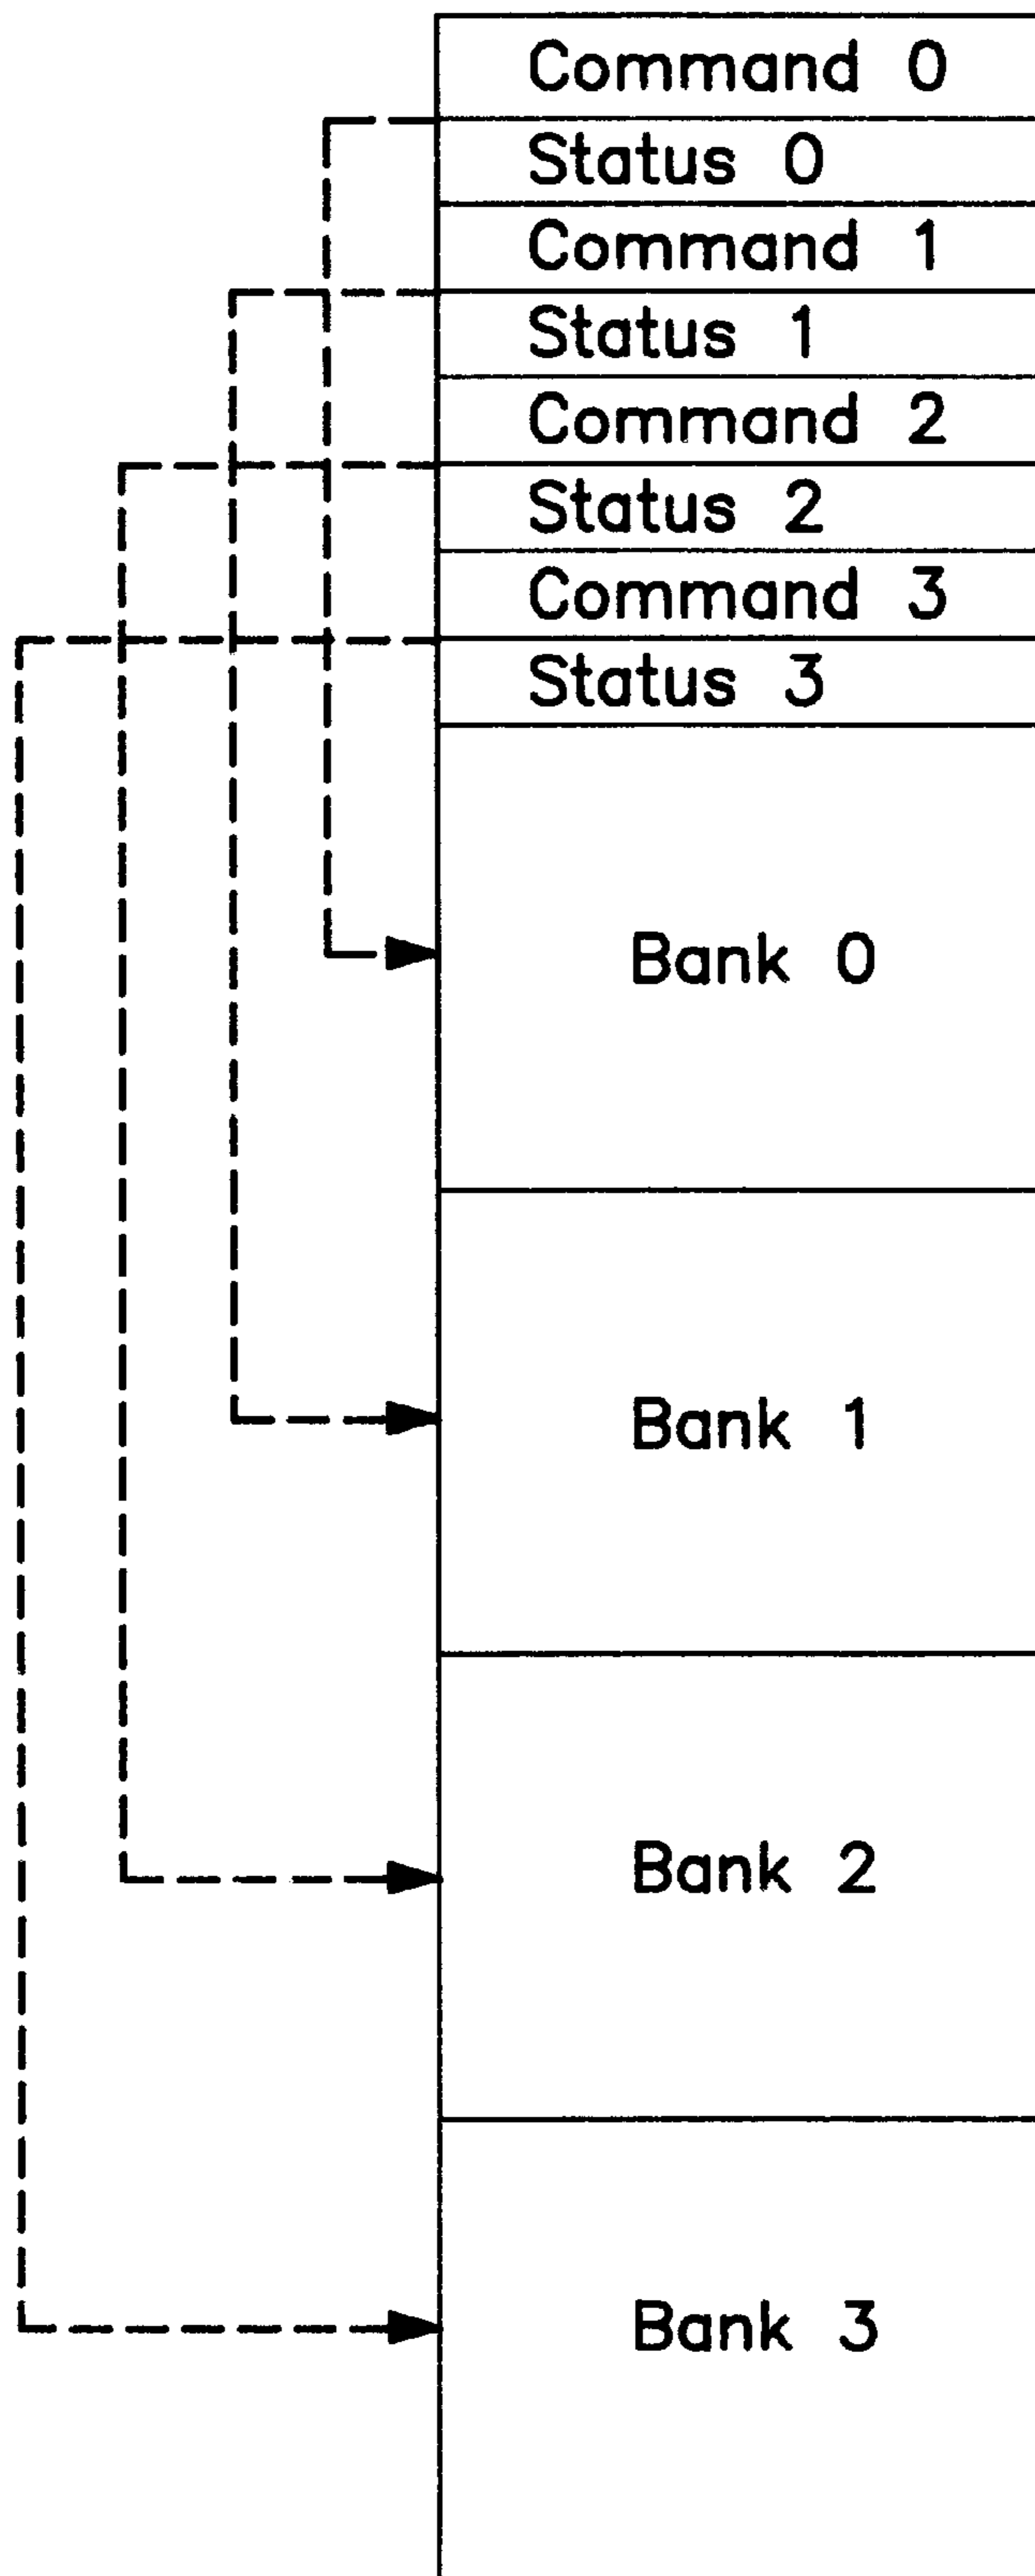 Command 0
Status 0
Command 1
Status 1
Command 2
Status 2
Command 3
Status 3
Bank 0
Bank 1
Bank 2
Bank 3